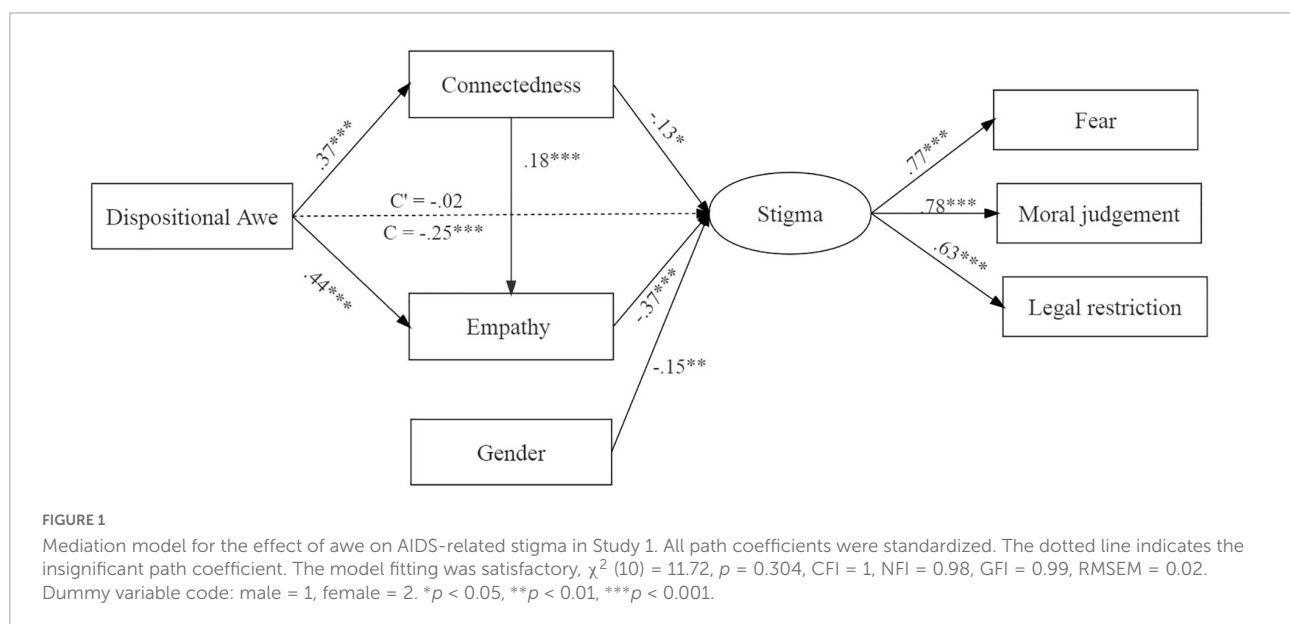 Connectedness
Fear
.37***
-.13*
.77***
.18***
Dispositional Awe
C' = -.02
C = -.25***
Stigma
.78***
Moral judgement
.44***
-.37***
.63***
Empathy
Legal restriction
-.15**
Gender
FIGURE 1
Mediation model for the effect of awe on AIDS-related stigma in Study 1. All path coefficients were standardized. The dotted line indicates the
insignificant path coefficient. The model fitting was satisfactory, χ² (10) = 11.72, p = 0.304, CFI = 1, NFI = 0.98, GFI = 0.99, RMSEM = 0.02.
Dummy variable code: male = 1, female = 2. *p < 0.05, **p < 0.01, ***p < 0.001.